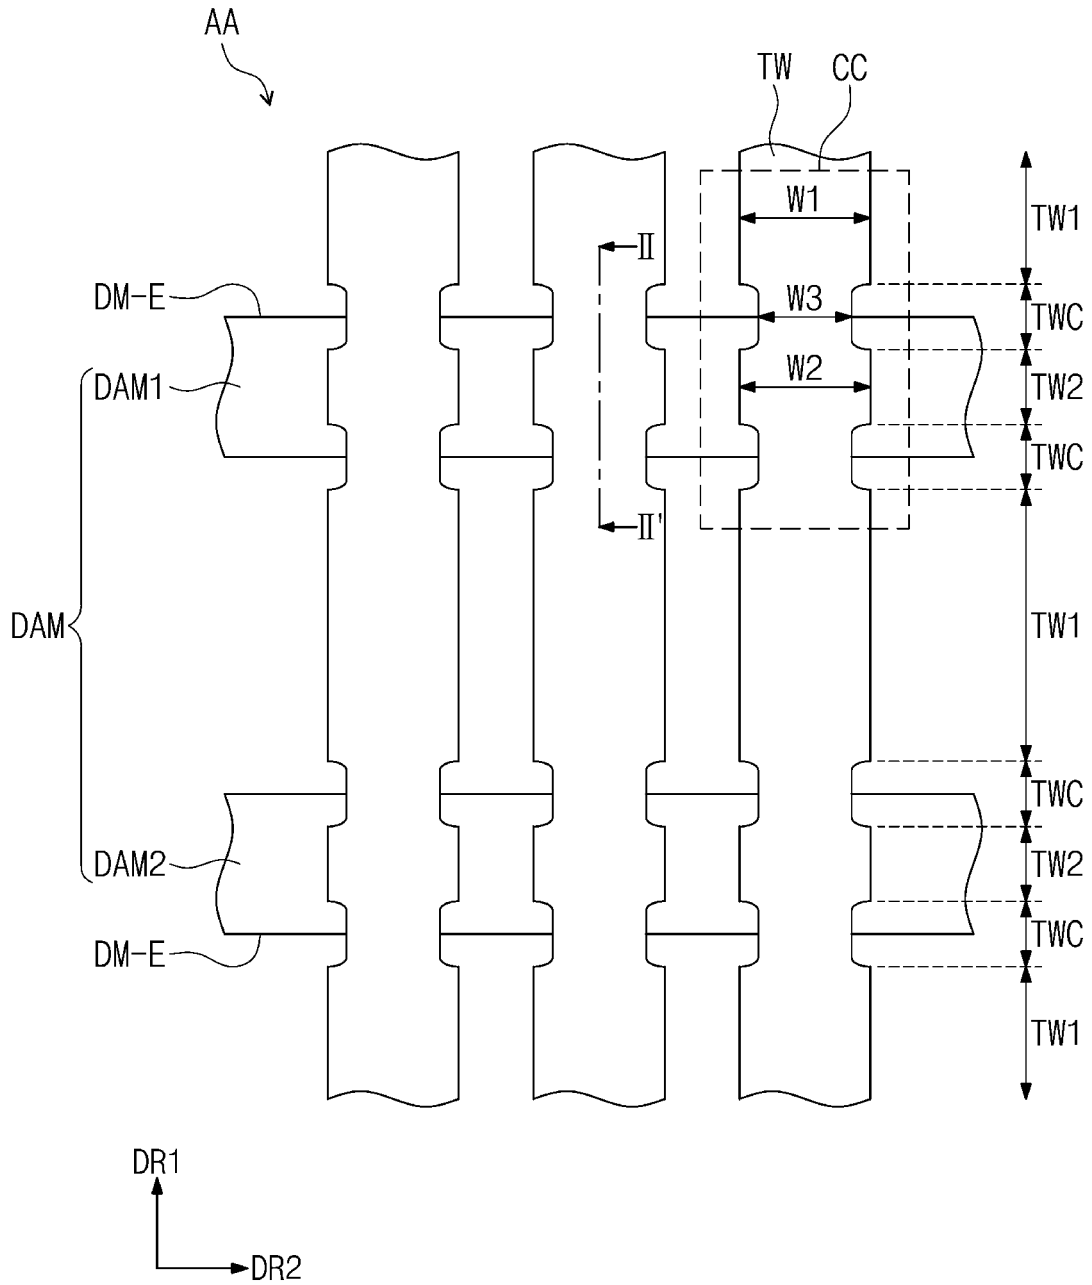 AA
TW CC
W1 TW1
II
DM-E W3 TWC
DAM1 W2 TW2
TWC
II'
DAM TW1
TWC
DAM2 TW2
DM-E TWC
TW1
DR1
DR2